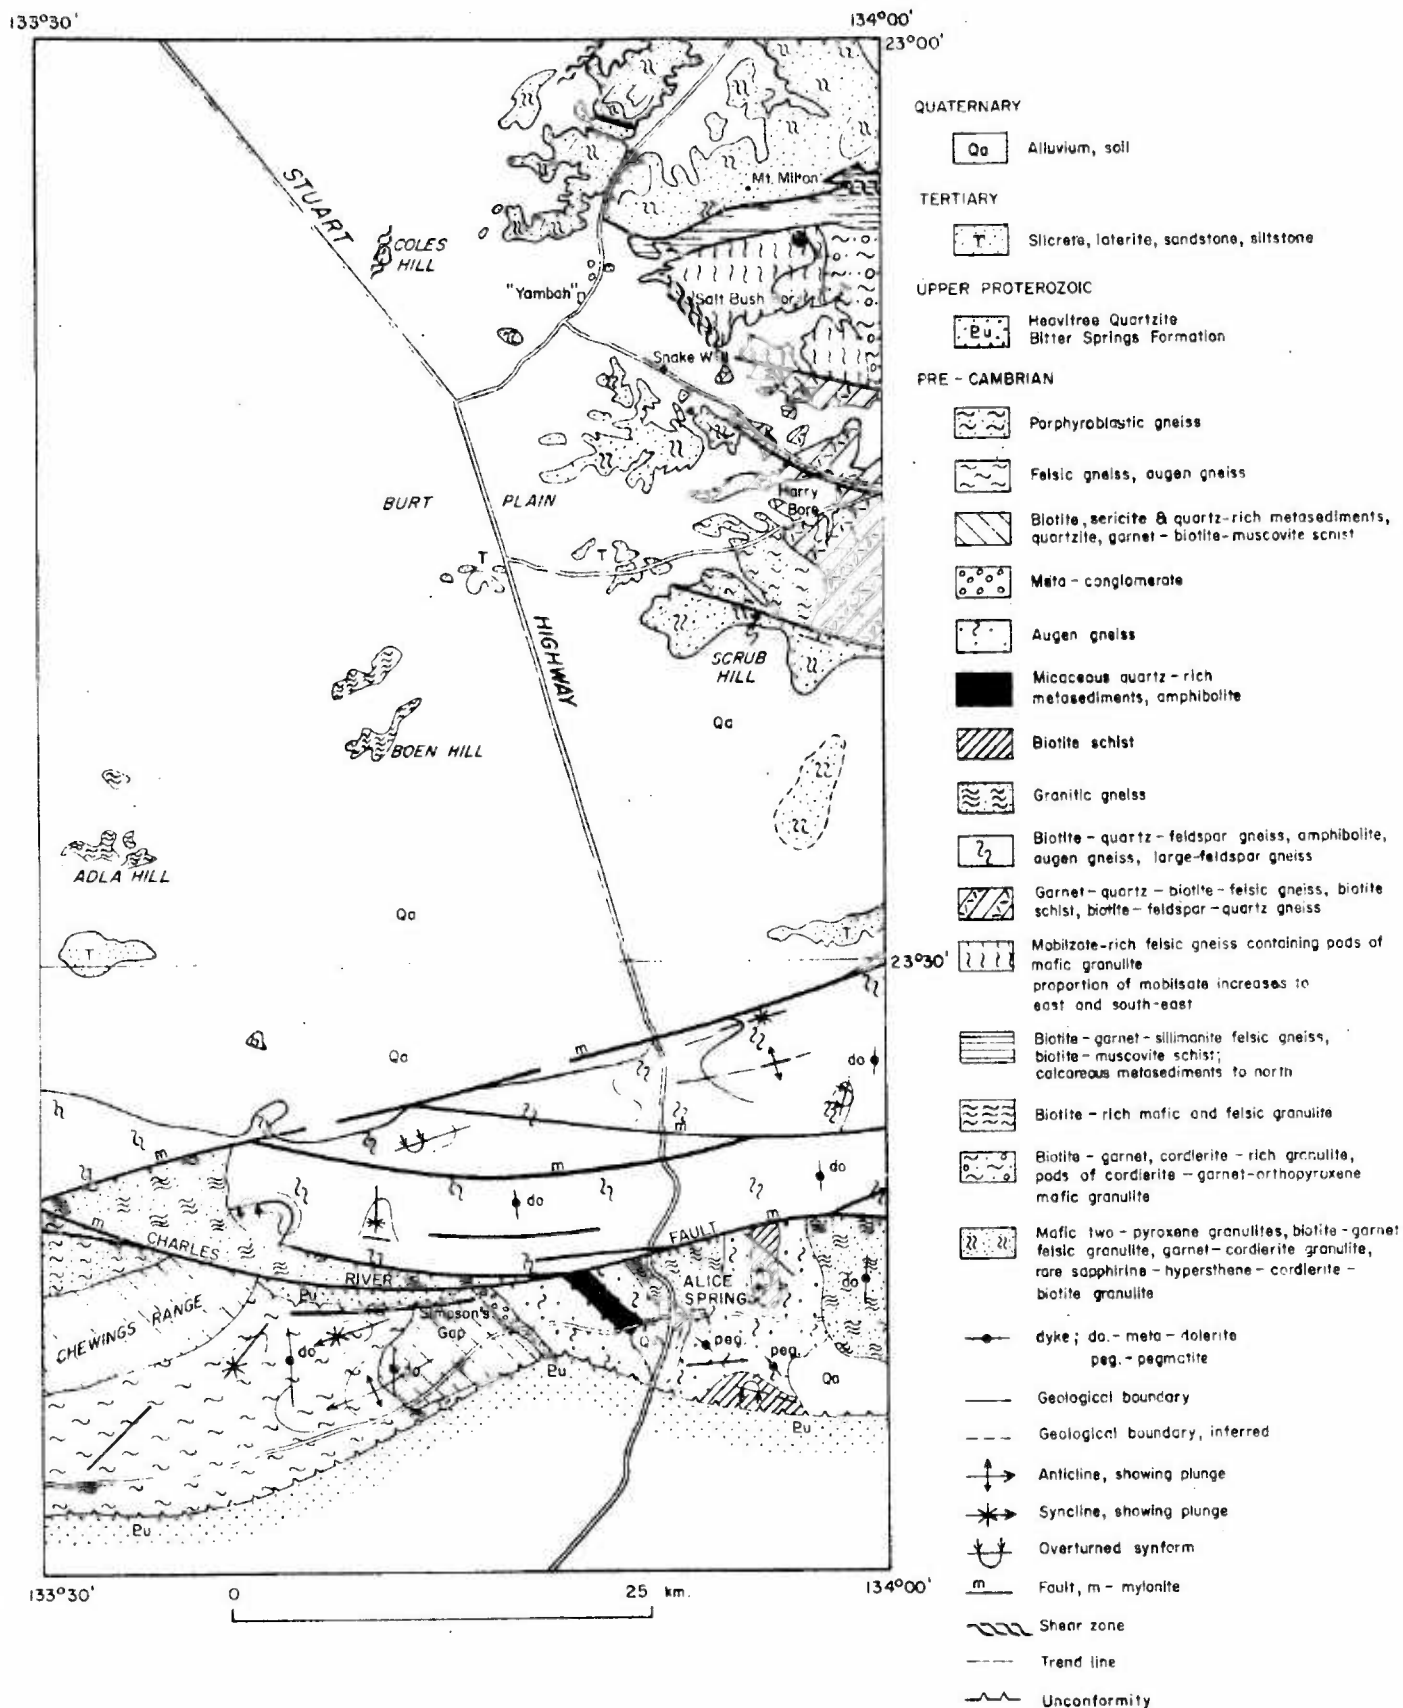 133°30'
134°00'
23°00'
STUART
COLES
HILL
"Yambah"
Mt. Milton
Salt Bush
Snake W
BURT PLAIN
Harry
Bore
T
T
HIGHWAY
SCRUB
HILL
Qa
BOEN HILL
ADLA HILL
Qa
T
T
23°30'
Qa
m
do
m
m
m
do
do
m
m
CHARLES
RIVER
FAULT
ALICE
SPRING
do
Pu
Simpson's
Gap
CHEWINGS RANGE
do
peg.
peg.
Pu
Qa
Pu
Pu
133°30'
0
25 km.
134°00'
QUATERNARY
Qa
Alluvium, soil
TERTIARY
T
Silcrete, laterite, sandstone, siltstone
UPPER PROTEROZOIC
Pu
Heavitree Quartzite
Bitter Springs Formation
PRE - CAMBRIAN
Porphyroblastic gneiss
Felsic gneiss, augen gneiss
Biotite, sericite & quartz-rich metasediments,
quartzite, garnet - biotite-muscovite schist
Meta - conglomerate
Augen gneiss
Micaceous quartz - rich
metasediments, amphibolite
Biotite schist
Granitic gneiss
Biotite - quartz - feldspar gneiss, amphibolite,
augen gneiss, large-feldspar gneiss
Garnet - quartz - biotite - felsic gneiss, biotite
schist, biotite - feldspar - quartz gneiss
Mobilzate-rich felsic gneiss containing pods of
mafic granulite
proportion of mobilsate increases to
east and south-east
Biotite - garnet - sillimanite felsic gneiss,
biotite - muscovite schist;
calcareous metasediments to north
Biotite - rich mafic and felsic granulite
Biotite - garnet, cordierite - rich granulite,
pods of cordierite - garnet-orthopyroxene
mafic granulite
Mafic two - pyroxene granulites, biotite - garnet
felsic granulite, garnet - cordierite granulite,
rare sapphirine - hypersthene - cordierite -
biotite granulite
dyke ; do. - meta - dolerite
peg. - pegmatite
Geological boundary
Geological boundary, inferred
Anticline, showing plunge
Syncline, showing plunge
Overturned synform
m
Fault, m - mylonite
Shear zone
Trend line
Unconformity